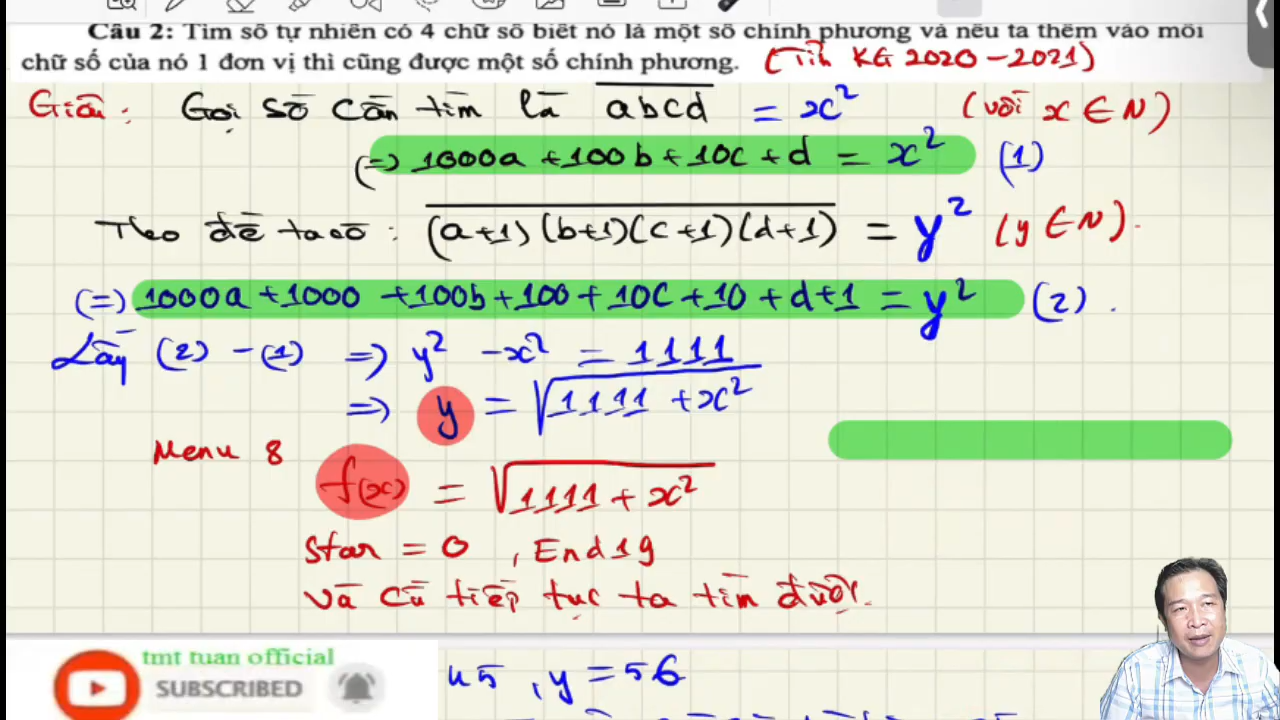 Câu 2: Tìm số tự nhiên có 4 chữ số biết nó là một số chính phương và nếu ta thêm vào mỗi
chữ số của nó 1 đơn vị thì cũng được một số chính phương. (Tỉnh KG 2020-2021)
Giải: Gọi số cần tìm là abcd = x² (với x ∈ N)
(=) 1000a + 100b + 10c + d = x² (1)
Theo đề ta có: (a+1)(b+1)(c+1)(d+1) = y² (y ∈ N).
(=) 1000a + 1000 + 100b + 100 + 10c + 10 + d + 1 = y² (2).
Lấy (2) - (1) => y² - x² = 1111
=> y = √(1111 + x²)
Menu 8
f(x) = √(1111 + x²)
Star = 0 , End 19
và cứ tiếp tục ta tìm được.
tmt tuan official
SUBSCRIBED
45 , y = 56